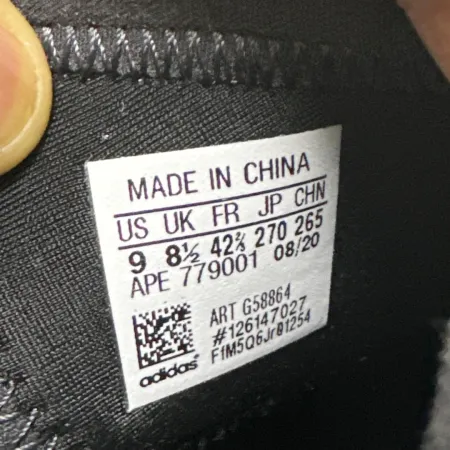 MADE IN CHINA
US UK FR JP CHN
9 8½ 42⅔ 270 265
APE 779001 08/20
ART G58864
#126147027
F1M5Q6Jr01254
adidas